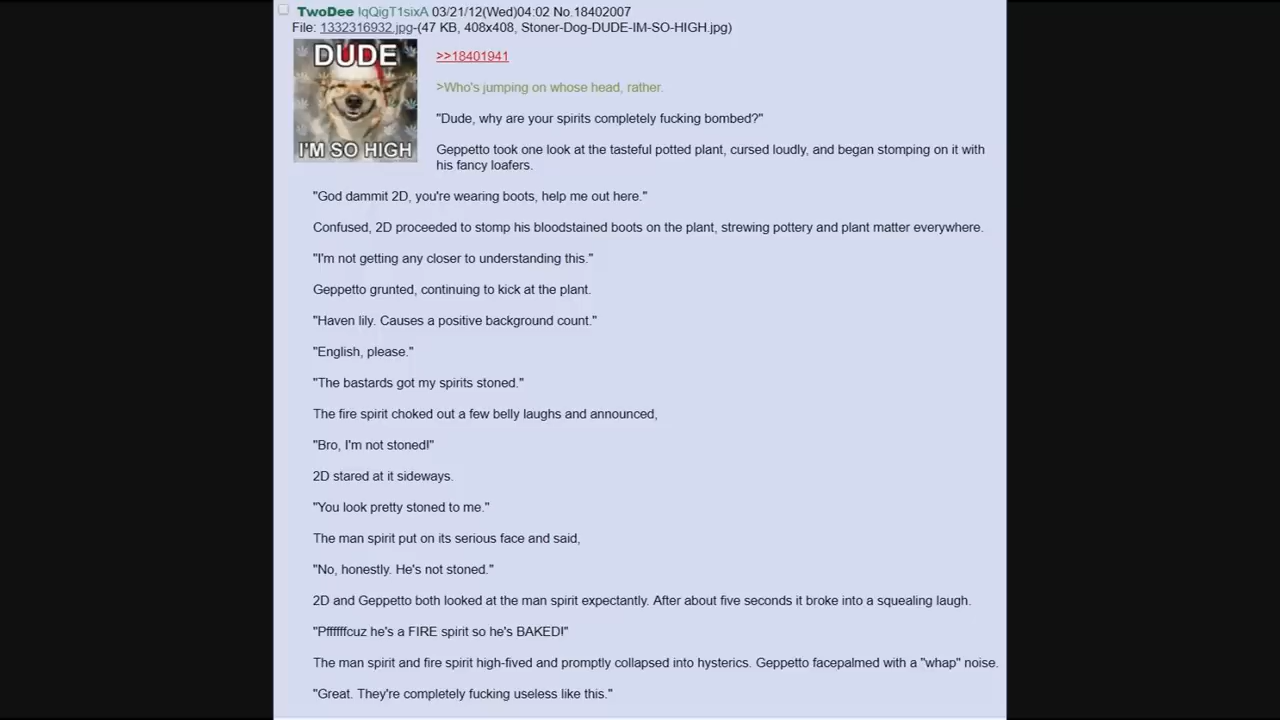 TwoDee !qQigT1sixA 03/21/12(Wed)04:02 No.18402007
File: 1332316932.jpg-(47 KB, 408x408, Stoner-Dog-DUDE-IM-SO-HIGH.jpg)
DUDE
I'M SO HIGH
>>18401941
>Who's jumping on whose head, rather.
"Dude, why are your spirits completely fucking bombed?"
Geppetto took one look at the tasteful potted plant, cursed loudly, and began stomping on it with
his fancy loafers.
"God dammit 2D, you're wearing boots, help me out here."
Confused, 2D proceeded to stomp his bloodstained boots on the plant, strewing pottery and plant matter everywhere.
"I'm not getting any closer to understanding this."
Geppetto grunted, continuing to kick at the plant.
"Haven lily. Causes a positive background count."
"English, please."
"The bastards got my spirits stoned."
The fire spirit choked out a few belly laughs and announced,
"Bro, I'm not stoned!"
2D stared at it sideways.
"You look pretty stoned to me."
The man spirit put on its serious face and said,
"No, honestly. He's not stoned."
2D and Geppetto both looked at the man spirit expectantly. After about five seconds it broke into a squealing laugh.
"Pffffffcuz he's a FIRE spirit so he's BAKED!"
The man spirit and fire spirit high-fived and promptly collapsed into hysterics. Geppetto facepalmed with a "whap" noise.
"Great. They're completely fucking useless like this."